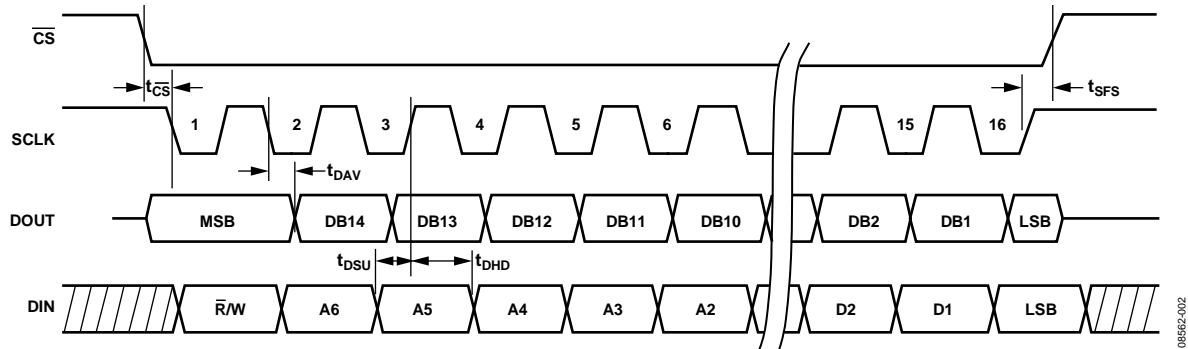 CS
tCS
tSFS
SCLK
1
2
3
4
5
6
15
16
tDAV
DOUT
MSB
DB14
DB13
DB12
DB11
DB10
DB2
DB1
LSB
tDSU
tDHD
DIN
R/W
A6
A5
A4
A3
A2
D2
D1
LSB
08562-002